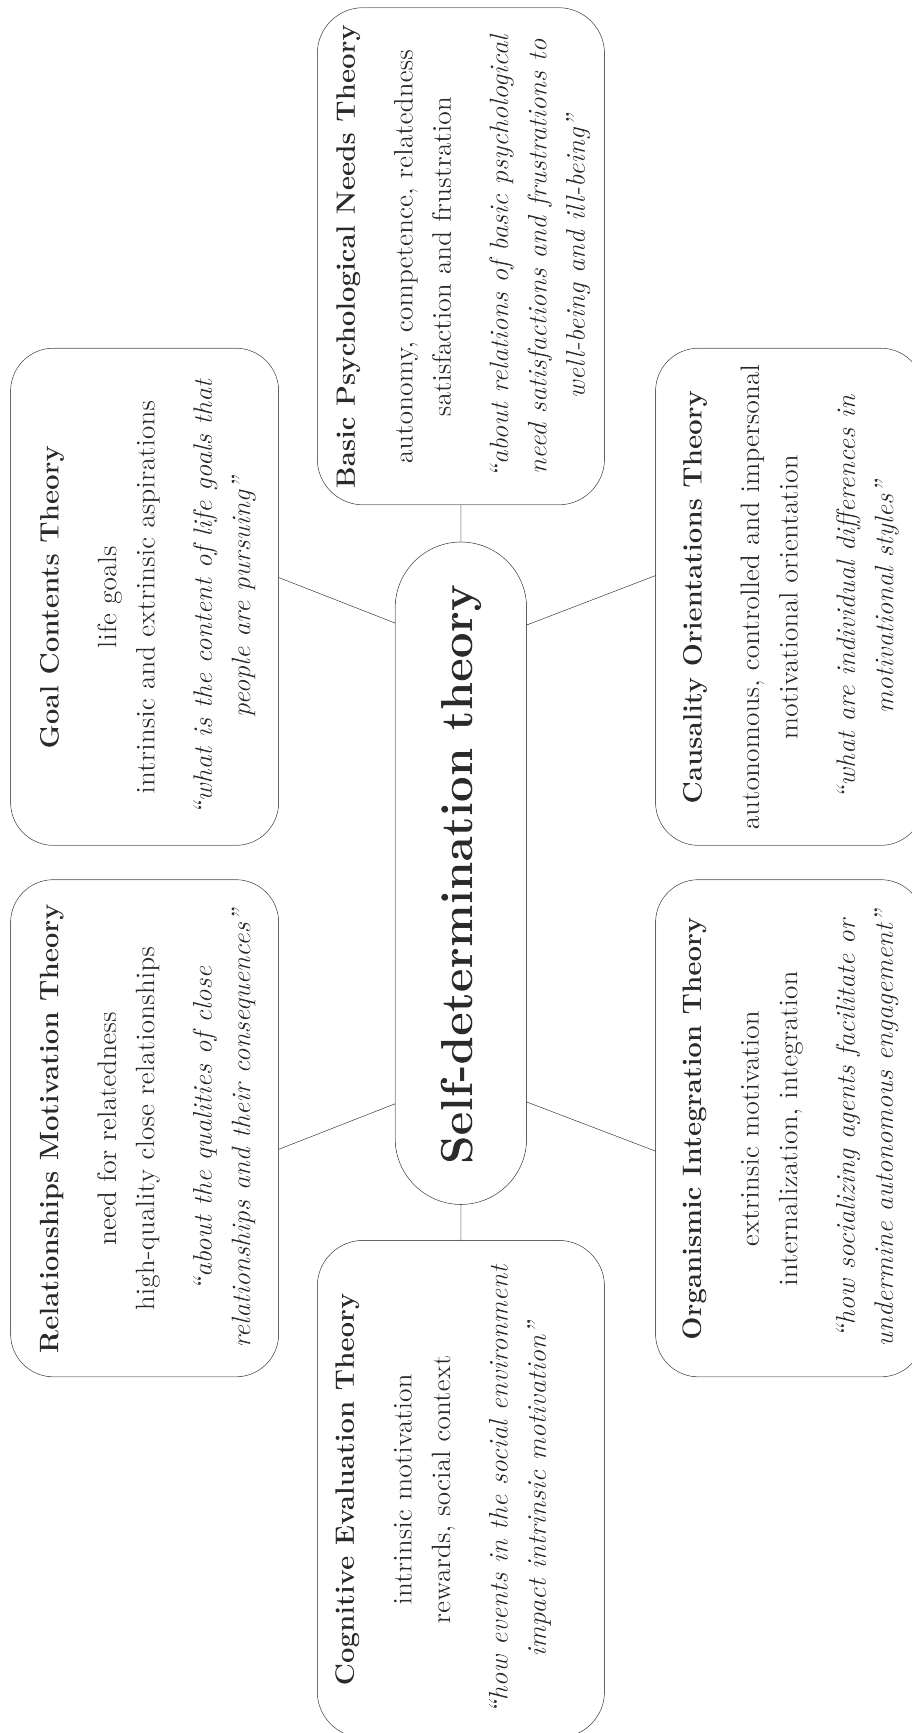 Relationships Motivation Theory
need for relatedness
high-quality close relationships
“about the qualities of close
relationships and their consequences”
Goal Contents Theory
life goals
intrinsic and extrinsic aspirations
“what is the content of life goals that
people are pursuing”
Cognitive Evaluation Theory
intrinsic motivation
rewards, social context
“how events in the social environment
impact intrinsic motivation”
Self-determination theory
Basic Psychological Needs Theory
autonomy, competence, relatedness
satisfaction and frustration
“about relations of basic psychological
need satisfactions and frustrations to
well-being and ill-being”
Organismic Integration Theory
extrinsic motivation
internalization, integration
“how socializing agents facilitate or
undermine autonomous engagement”
Causality Orientations Theory
autonomous, controlled and impersonal
motivational orientation
“what are individual differences in
motivational styles”